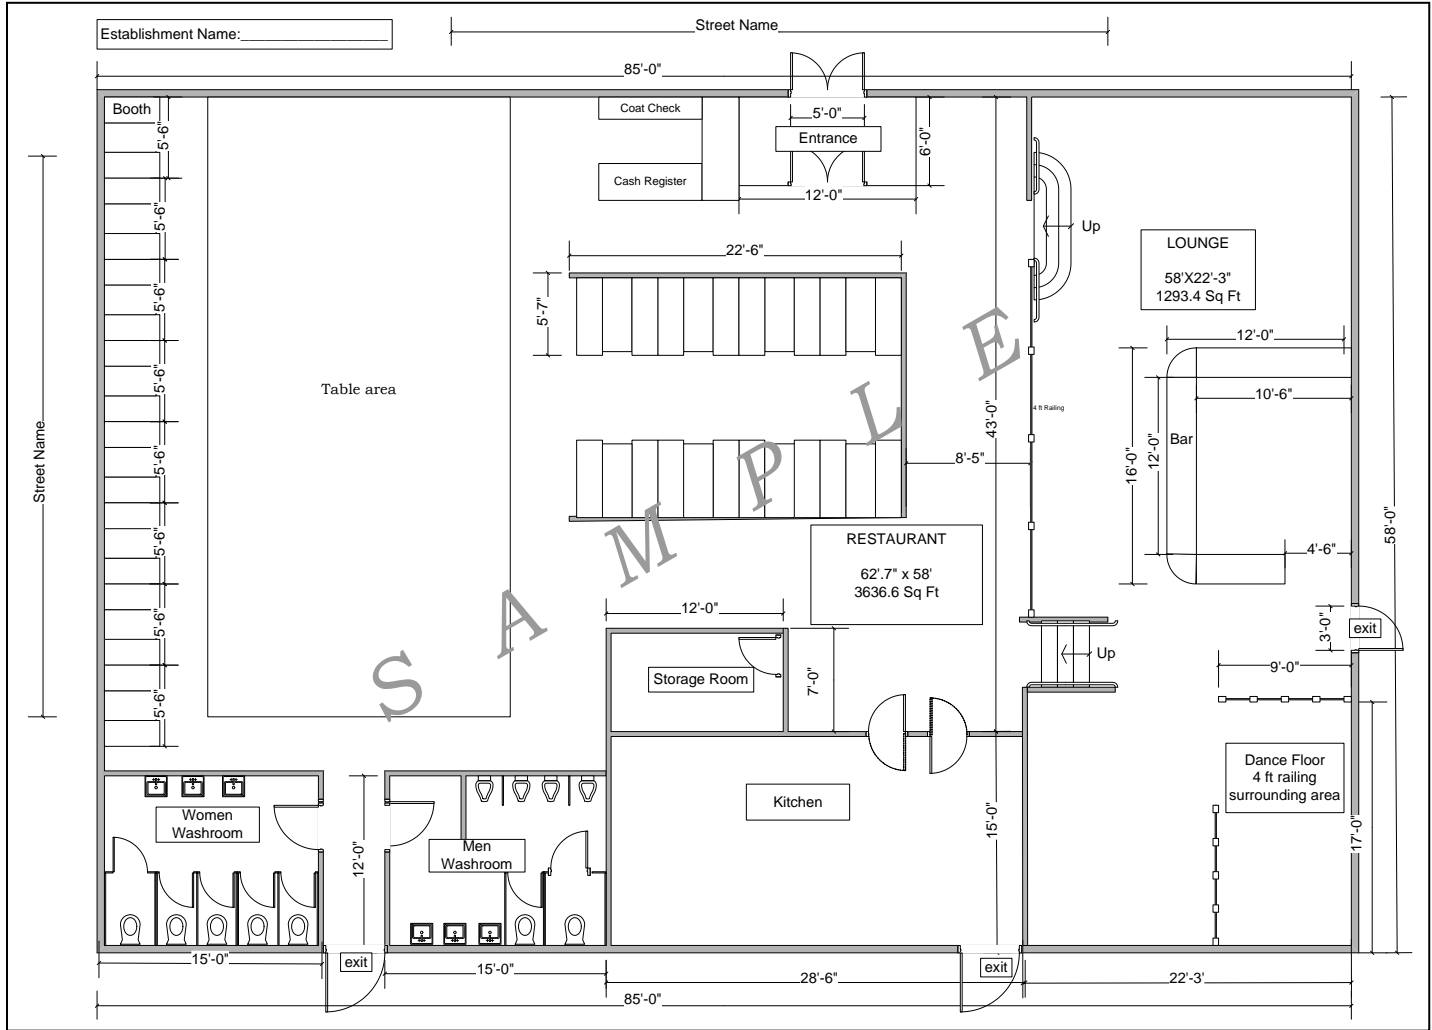 Establishment Name:__________________
Street Name
85'-0"
Booth
Coat Check
5'-0"
Entrance
6'-0"
Cash Register
12'-0"
5'-6"
5'-6"
5'-6"
5'-6"
5'-6"
5'-6"
5'-6"
5'-6"
Up
LOUNGE
58'X22'-3"
1293.4 Sq Ft
22'-6"
5'-7"
12'-0"
10'-6"
Table area
4 ft Railing
43'-0"
Bar
16'-0"
12'-0"
8'-5"
Street Name
58'-0"
4'-6"
SAMPLE
RESTAURANT
62'.7" x 58'
3636.6 Sq Ft
12'-0"
3'-0"
exit
Up
9'-0"
Storage Room
7'-0"
Dance Floor
4 ft railing
surrounding area
Kitchen
Women
Washroom
Men
Washroom
12'-0"
15'-0"
17'-0"
15'-0"
exit
15'-0"
28'-6"
exit
22'-3'
85'-0"